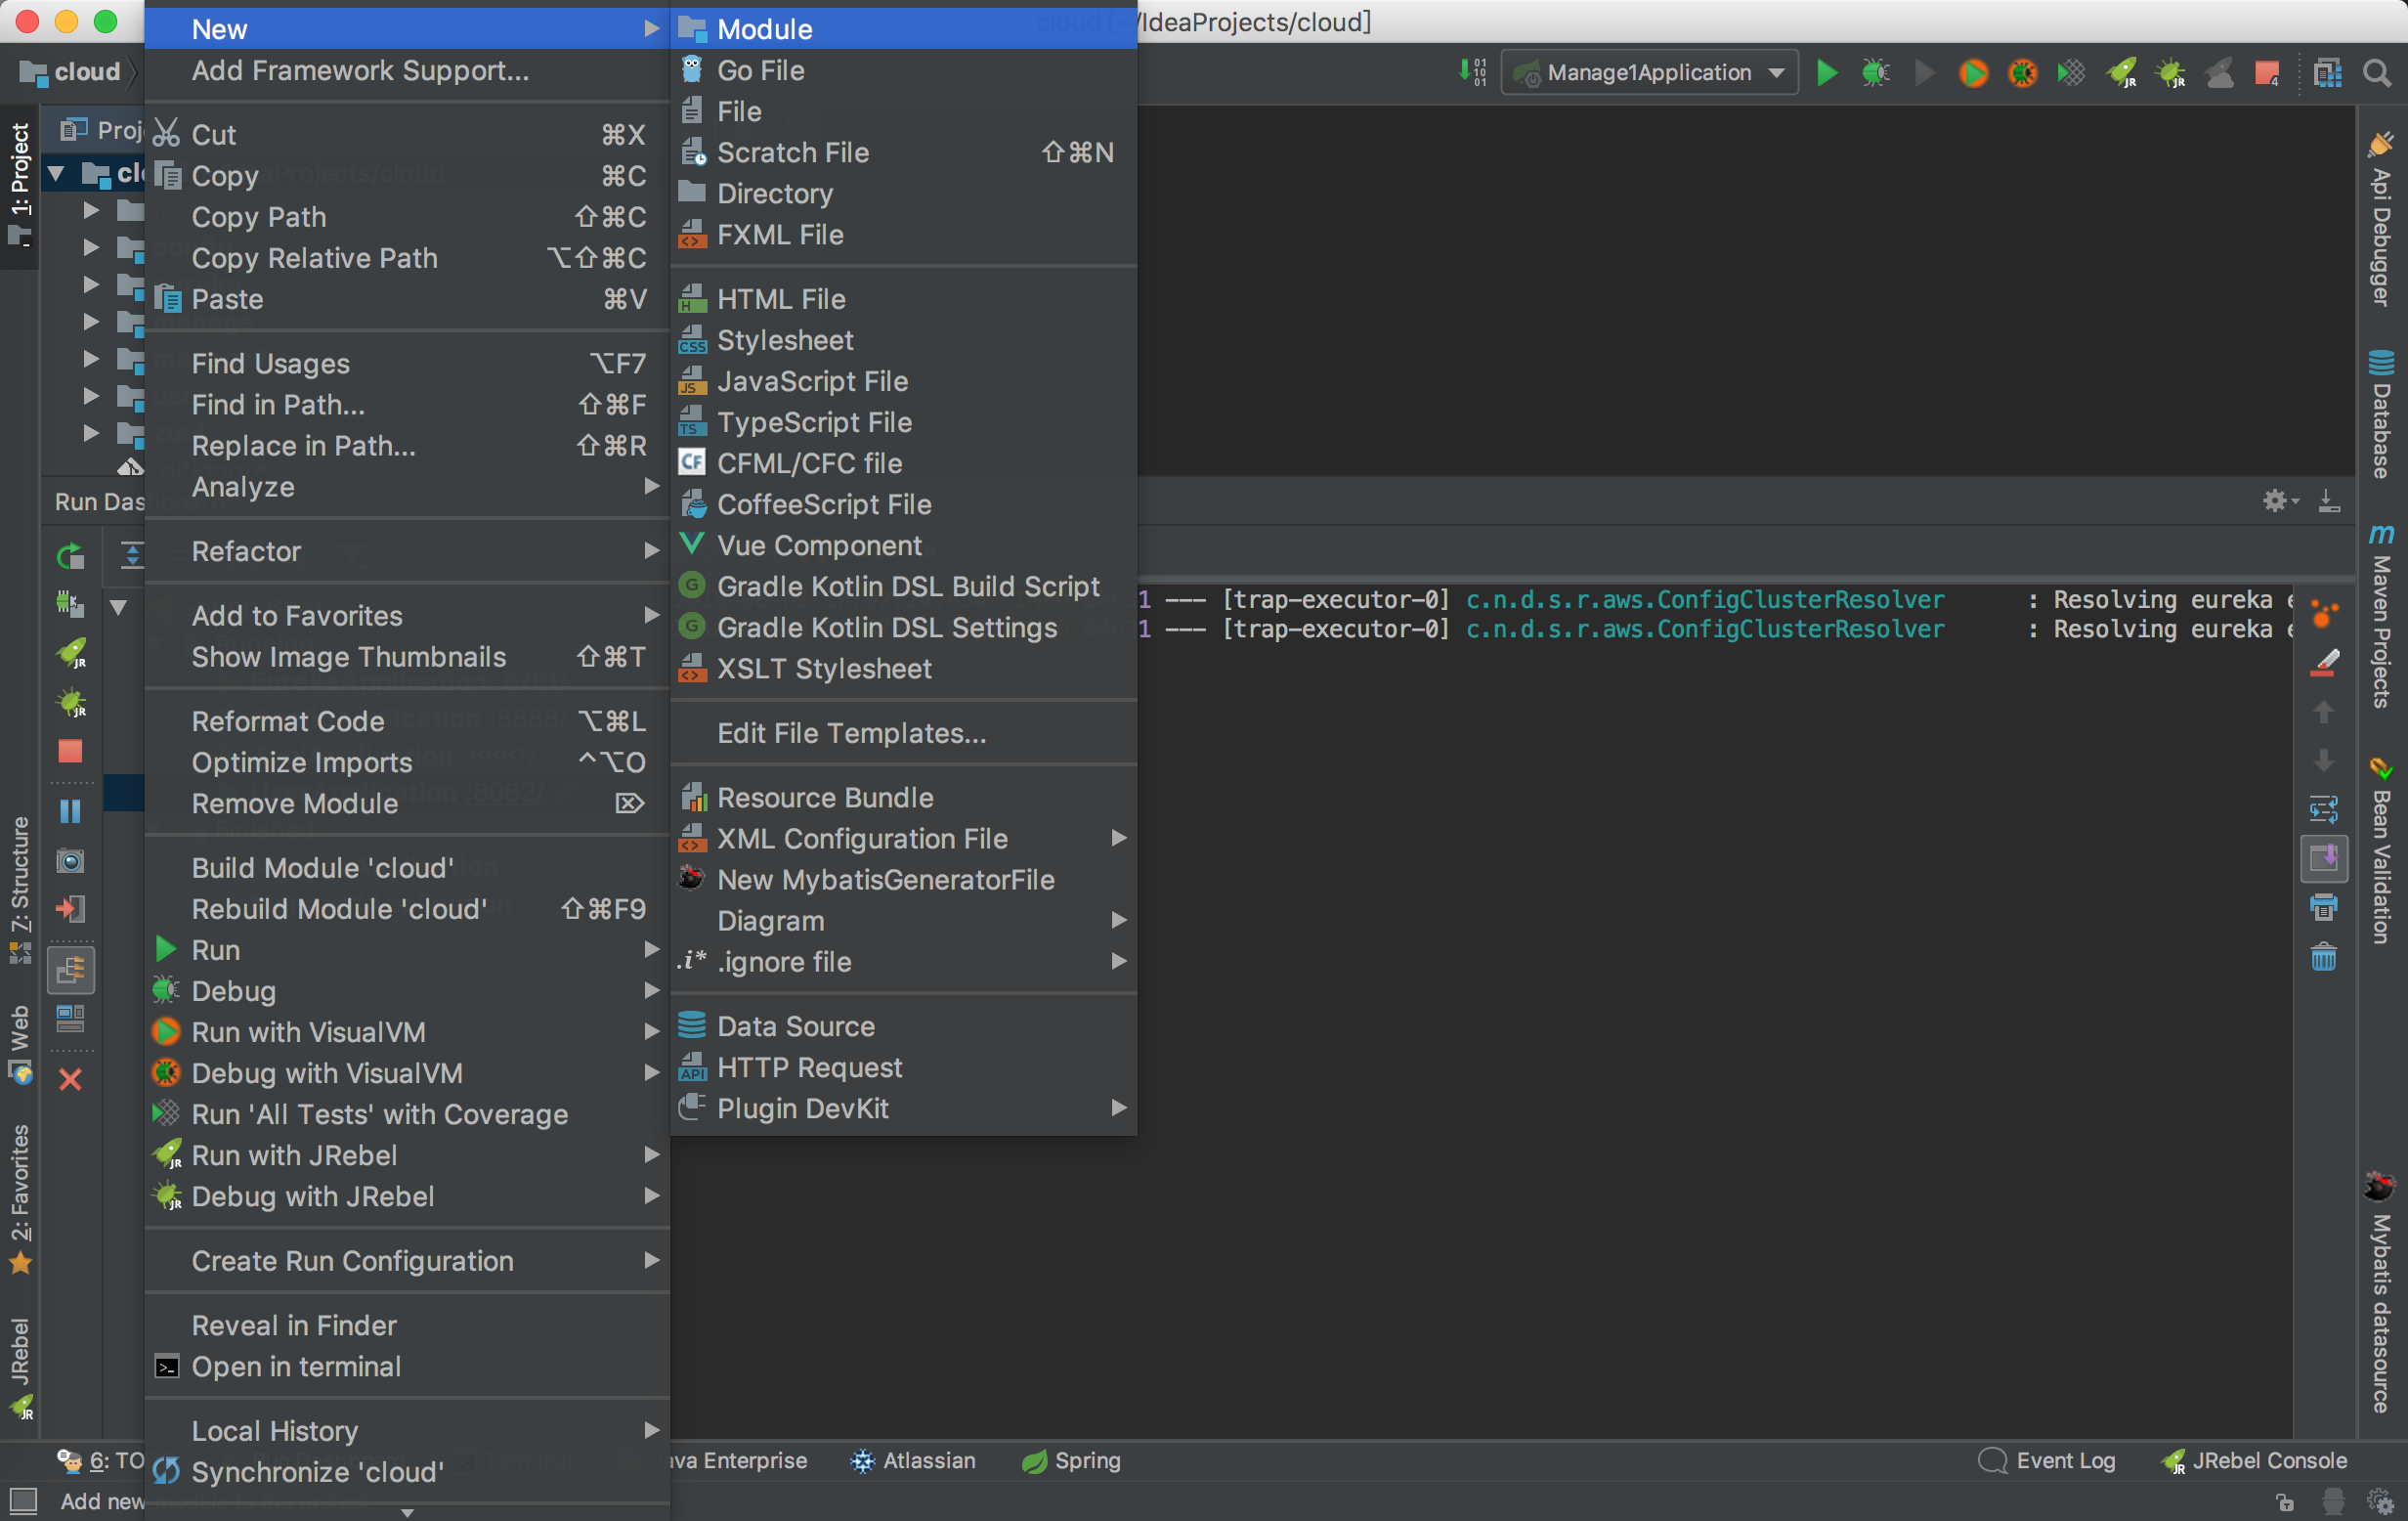 cloud [~/IdeaProjects/cloud]
cloud
Manage1Application
New
Add Framework Support...
Cut ⌘X
Copy ⌘C
Copy Path ⇧⌘C
Copy Relative Path ⌥⇧⌘C
Paste ⌘V
Find Usages ⌥F7
Find in Path... ⇧⌘F
Replace in Path... ⇧⌘R
Analyze
Refactor
Add to Favorites
Show Image Thumbnails ⇧⌘T
Reformat Code ⌥⌘L
Optimize Imports ^⌥O
Remove Module ⌦
Build Module 'cloud'
Rebuild Module 'cloud' ⇧⌘F9
Run
Debug
Run with VisualVM
Debug with VisualVM
Run 'All Tests' with Coverage
Run with JRebel
Debug with JRebel
Create Run Configuration
Reveal in Finder
Open in terminal
Local History
Synchronize 'cloud'
Module
Go File
File
Scratch File ⇧⌘N
Directory
FXML File
HTML File
Stylesheet
JavaScript File
TypeScript File
CFML/CFC file
CoffeeScript File
Vue Component
Gradle Kotlin DSL Build Script
Gradle Kotlin DSL Settings
XSLT Stylesheet
Edit File Templates...
Resource Bundle
XML Configuration File
New MybatisGeneratorFile
Diagram
.ignore file
Data Source
HTTP Request
Plugin DevKit
1: Project
Proj
clo
Run Das
1 --- [trap-executor-0] c.n.d.s.r.aws.ConfigClusterResolver : Resolving eureka e
1 --- [trap-executor-0] c.n.d.s.r.aws.ConfigClusterResolver : Resolving eureka e
Z: Structure
Web
2: Favorites
JRebel
Api Debugger
Database
Maven Projects
Bean Validation
Mybatis datasource
6: TO
ava Enterprise
Atlassian
Spring
Event Log
JRebel Console
Add new